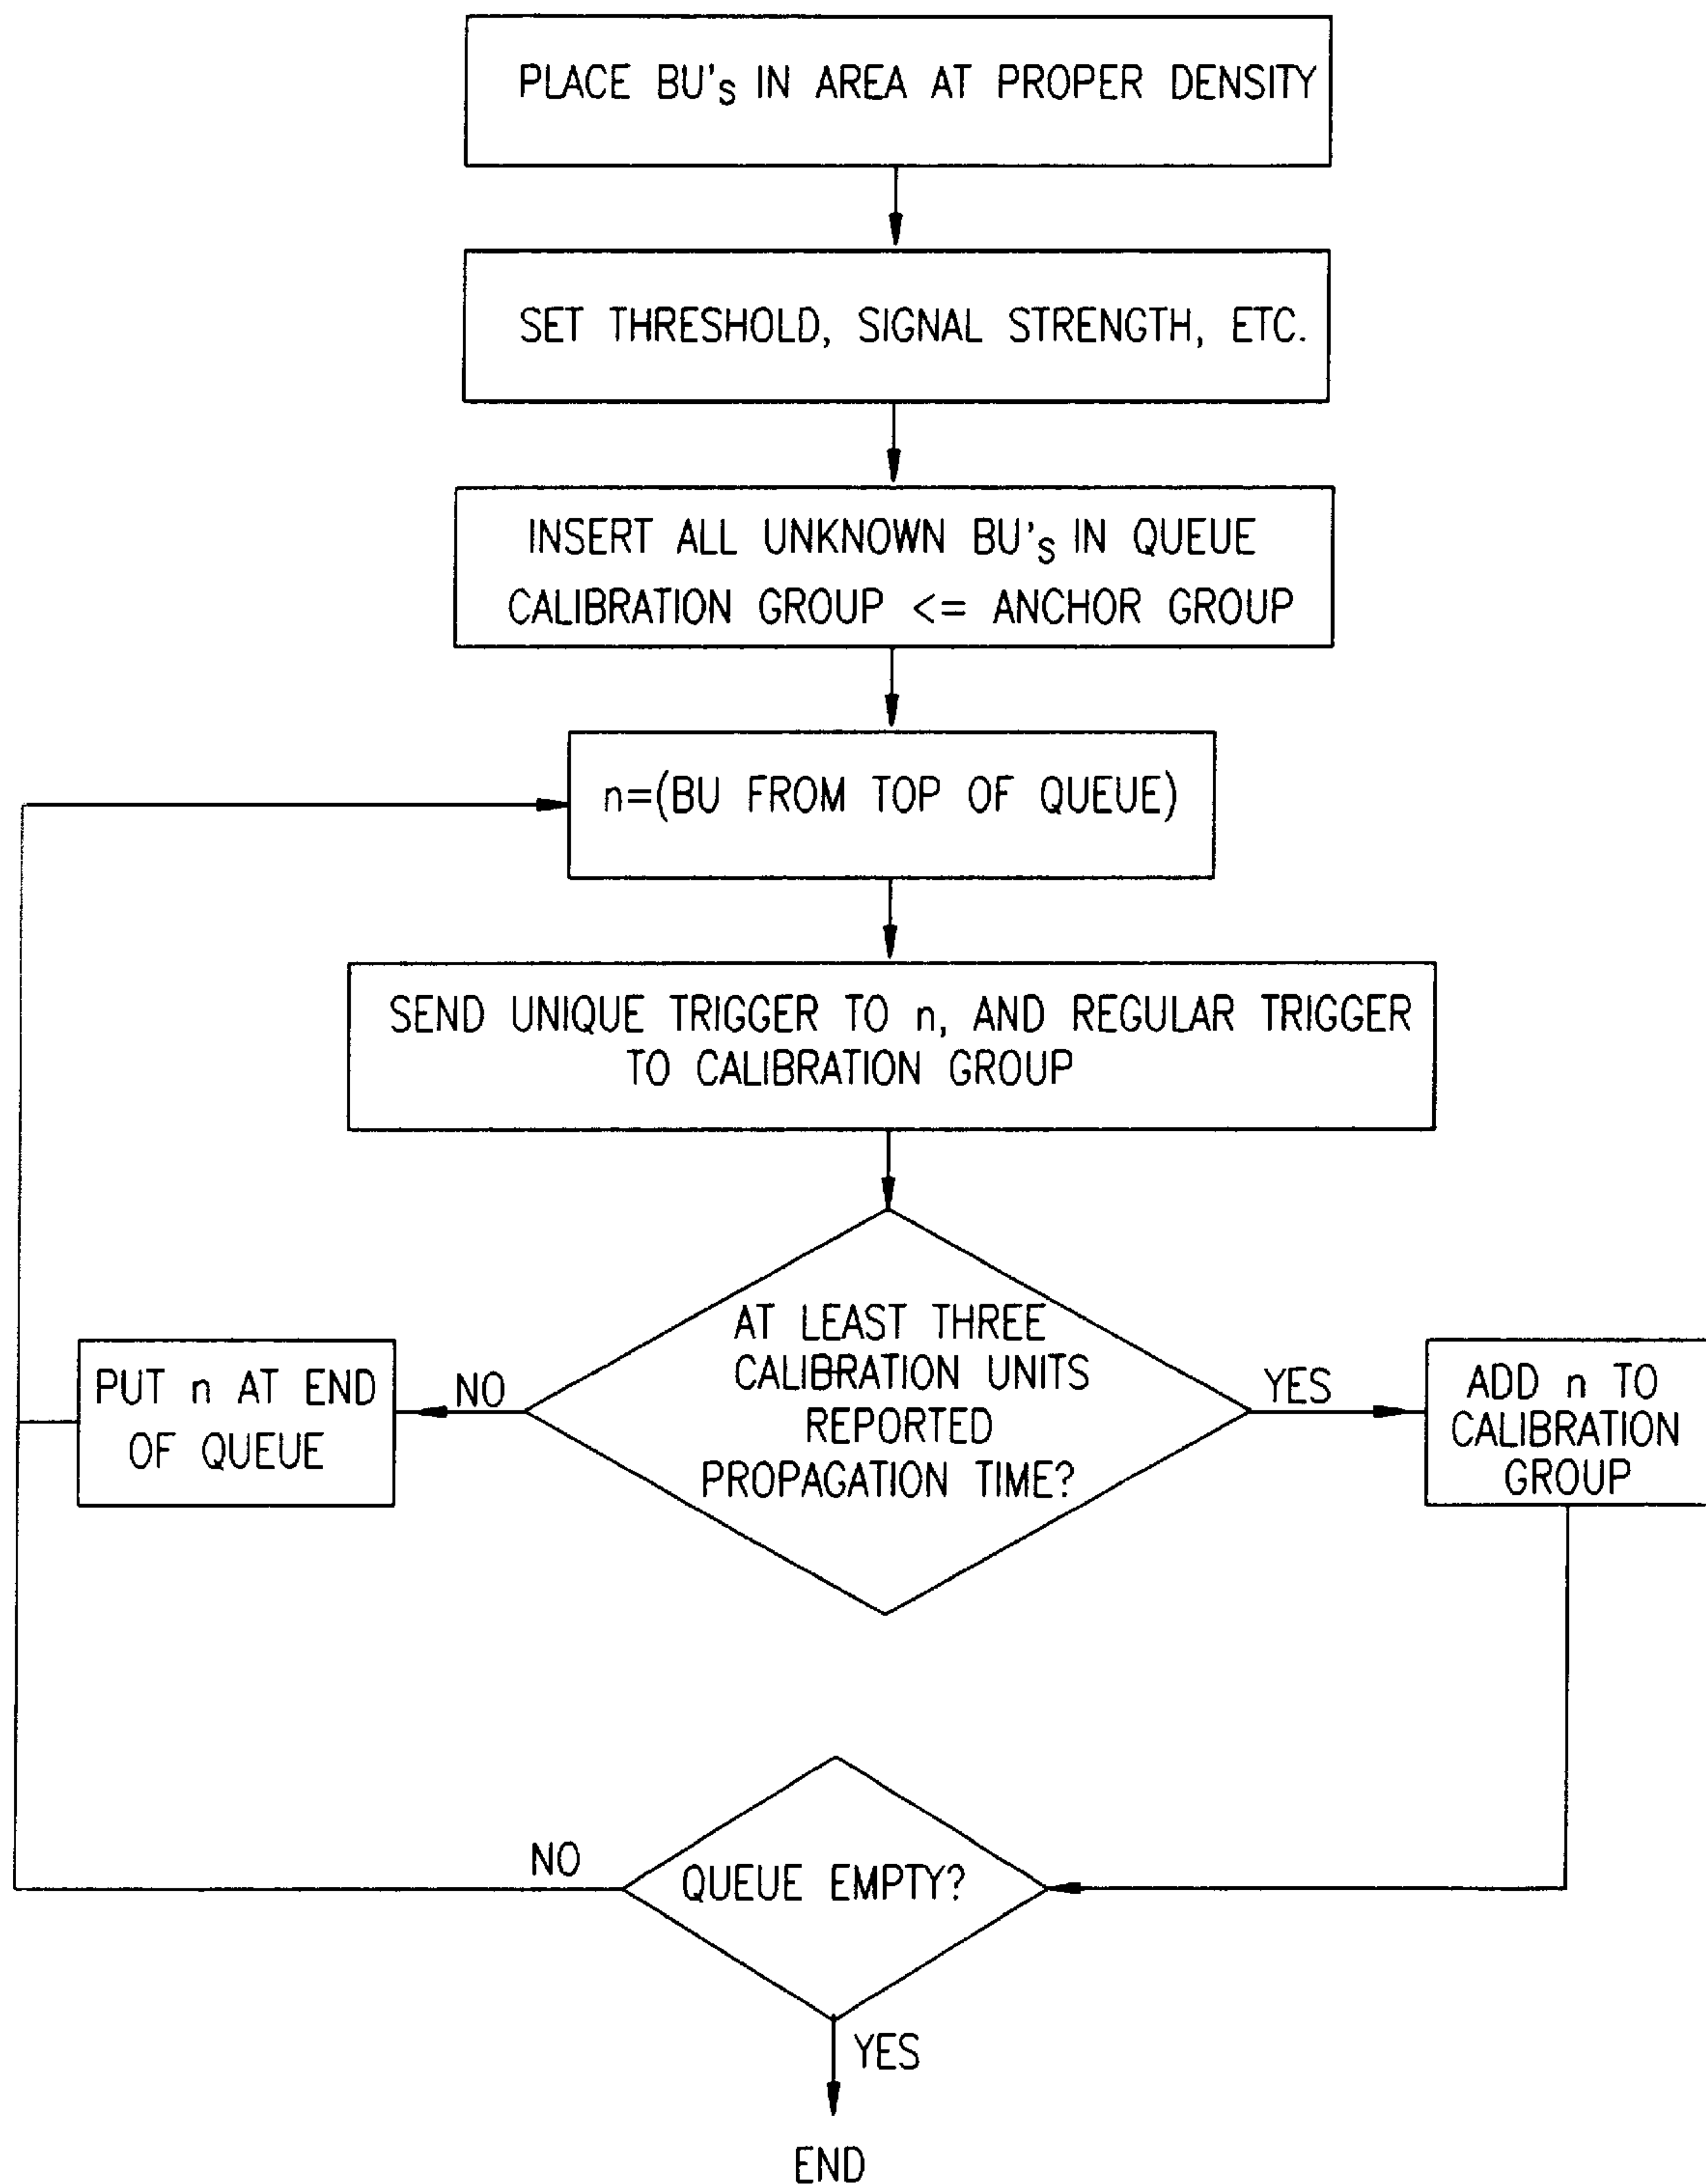 PLACE BU's IN AREA AT PROPER DENSITY
SET THRESHOLD, SIGNAL STRENGTH, ETC.
INSERT ALL UNKNOWN BU's IN QUEUE
CALIBRATION GROUP <= ANCHOR GROUP
n=(BU FROM TOP OF QUEUE)
SEND UNIQUE TRIGGER TO n, AND REGULAR TRIGGER
TO CALIBRATION GROUP
AT LEAST THREE
CALIBRATION UNITS
REPORTED
PROPAGATION TIME?
NO
PUT n AT END
OF QUEUE
YES
ADD n TO
CALIBRATION
GROUP
QUEUE EMPTY?
NO
YES
END